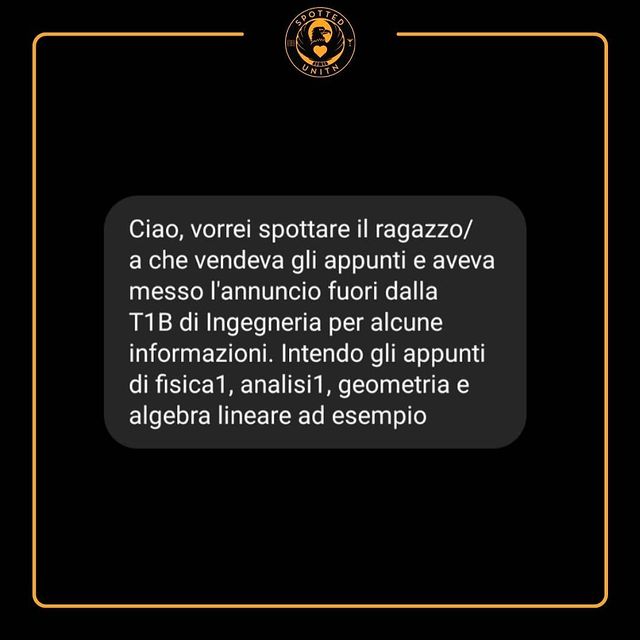 SPOTTED
UNITN
Ciao, vorrei spottare il ragazzo/
a che vendeva gli appunti e aveva
messo l'annuncio fuori dalla
T1B di Ingegneria per alcune
informazioni. Intendo gli appunti
di fisica1, analisi1, geometria e
algebra lineare ad esempio